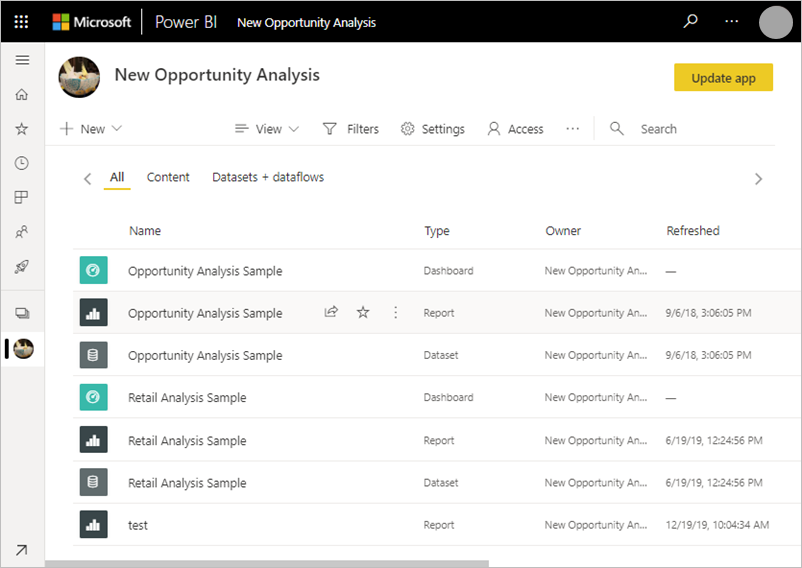 Microsoft Power BI New Opportunity Analysis
New Opportunity Analysis
Update app
New View Filters Settings Access Search
All Content Datasets + dataflows
Name Type Owner Refreshed
Opportunity Analysis Sample Dashboard New Opportunity An... —
Opportunity Analysis Sample Report New Opportunity An... 9/6/18, 3:06:05 PM
Opportunity Analysis Sample Dataset New Opportunity An... 9/6/18, 3:06:05 PM
Retail Analysis Sample Dashboard New Opportunity An... —
Retail Analysis Sample Report New Opportunity An... 6/19/19, 12:24:56 PM
Retail Analysis Sample Dataset New Opportunity An... 6/19/19, 12:24:56 PM
test Report New Opportunity An... 12/19/19, 10:04:34 AM